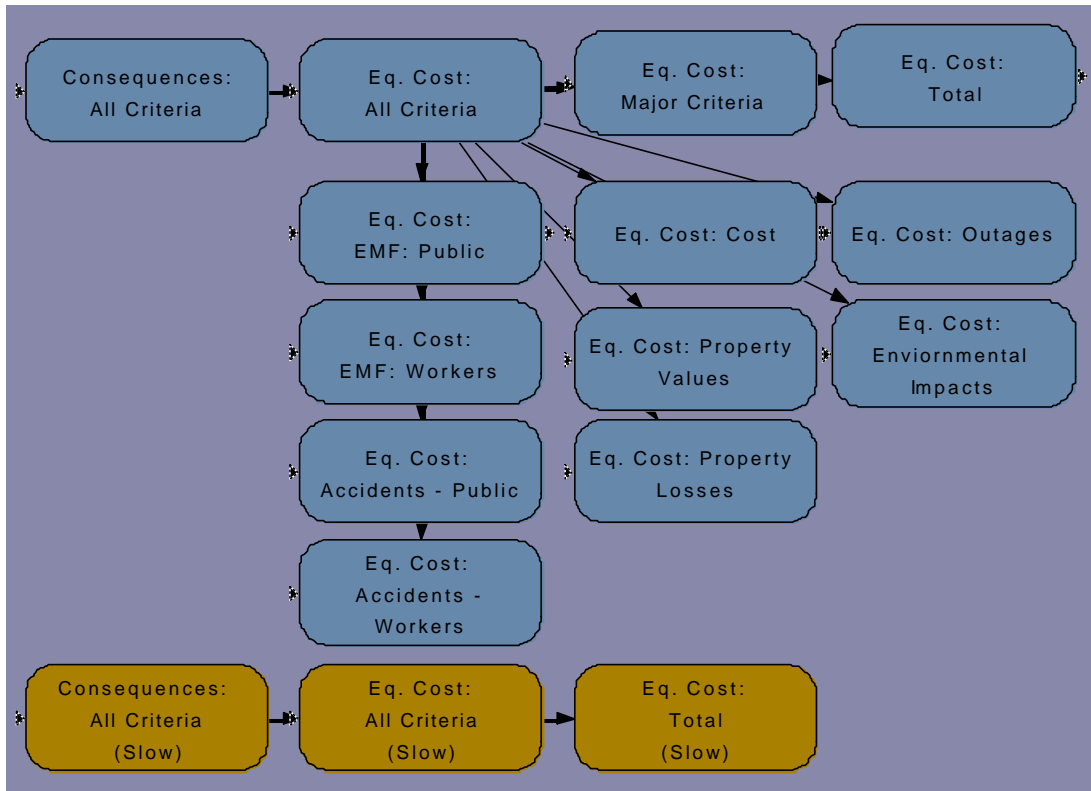 Consequences:
All Criteria
Eq. Cost:
All Criteria
Eq. Cost:
Major Criteria
Eq. Cost:
Total
Eq. Cost:
EMF: Public
Eq. Cost: Cost
Eq. Cost: Outages
Eq. Cost:
EMF: Workers
Eq. Cost: Property
Values
Eq. Cost:
Enviornmental
Impacts
Eq. Cost:
Accidents - Public
Eq. Cost: Property
Losses
Eq. Cost:
Accidents -
Workers
Consequences:
All Criteria
(Slow)
Eq. Cost:
All Criteria
(Slow)
Eq. Cost:
Total
(Slow)